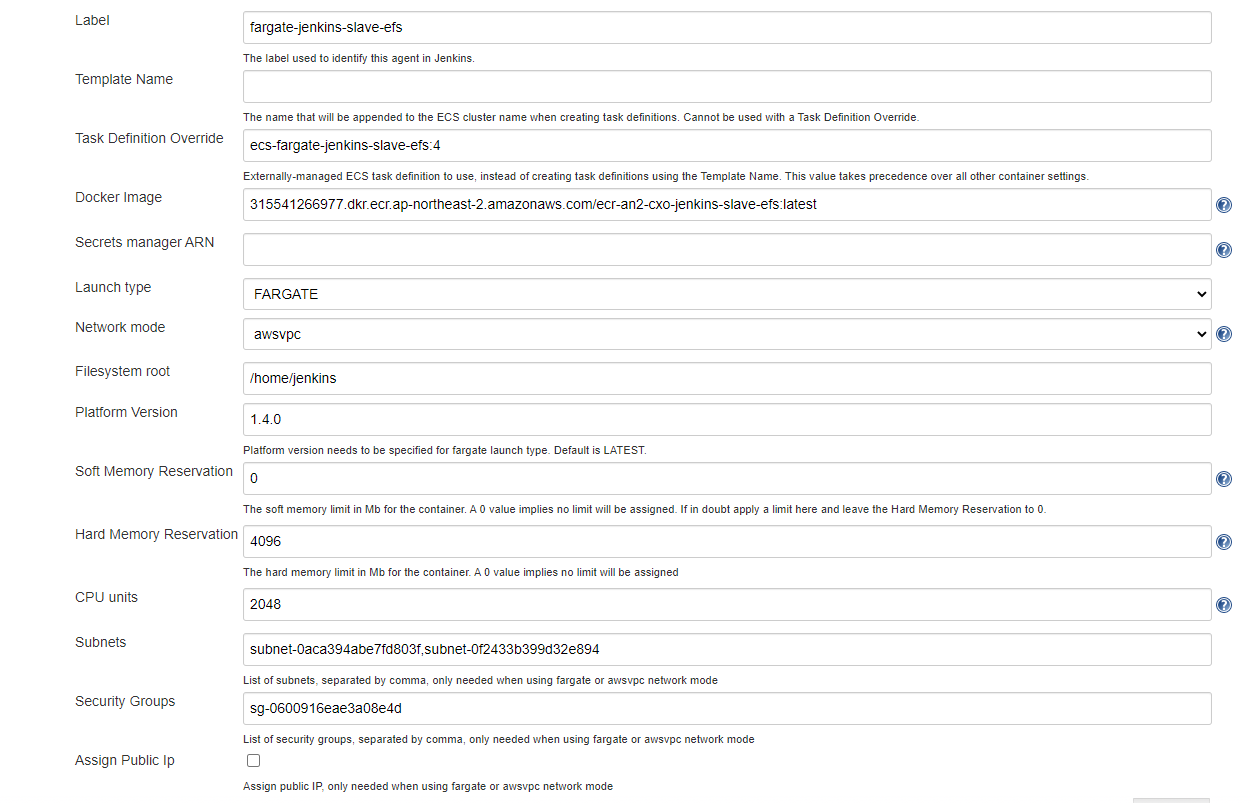 Label
fargate-jenkins-slave-efs
The label used to identify this agent in Jenkins.
Template Name
The name that will be appended to the ECS cluster name when creating task definitions. Cannot be used with a Task Definition Override.
Task Definition Override
ecs-fargate-jenkins-slave-efs:4
Externally-managed ECS task definition to use, instead of creating task definitions using the Template Name. This value takes precedence over all other container settings.
Docker Image
315541266977.dkr.ecr.ap-northeast-2.amazonaws.com/ecr-an2-cxo-jenkins-slave-efs:latest
?
Secrets manager ARN
?
Launch type
FARGATE
Network mode
awsvpc
?
Filesystem root
/home/jenkins
Platform Version
1.4.0
Platform version needs to be specified for fargate launch type. Default is LATEST.
Soft Memory Reservation
0
?
The soft memory limit in Mb for the container. A 0 value implies no limit will be assigned. If in doubt apply a limit here and leave the Hard Memory Reservation to 0.
Hard Memory Reservation
4096
?
The hard memory limit in Mb for the container. A 0 value implies no limit will be assigned
CPU units
2048
?
Subnets
subnet-0aca394abe7fd803f,subnet-0f2433b399d32e894
List of subnets, separated by comma, only needed when using fargate or awsvpc network mode
Security Groups
sg-0600916eae3a08e4d
List of security groups, separated by comma, only needed when using fargate or awsvpc network mode
Assign Public Ip
Assign public IP, only needed when using fargate or awsvpc network mode